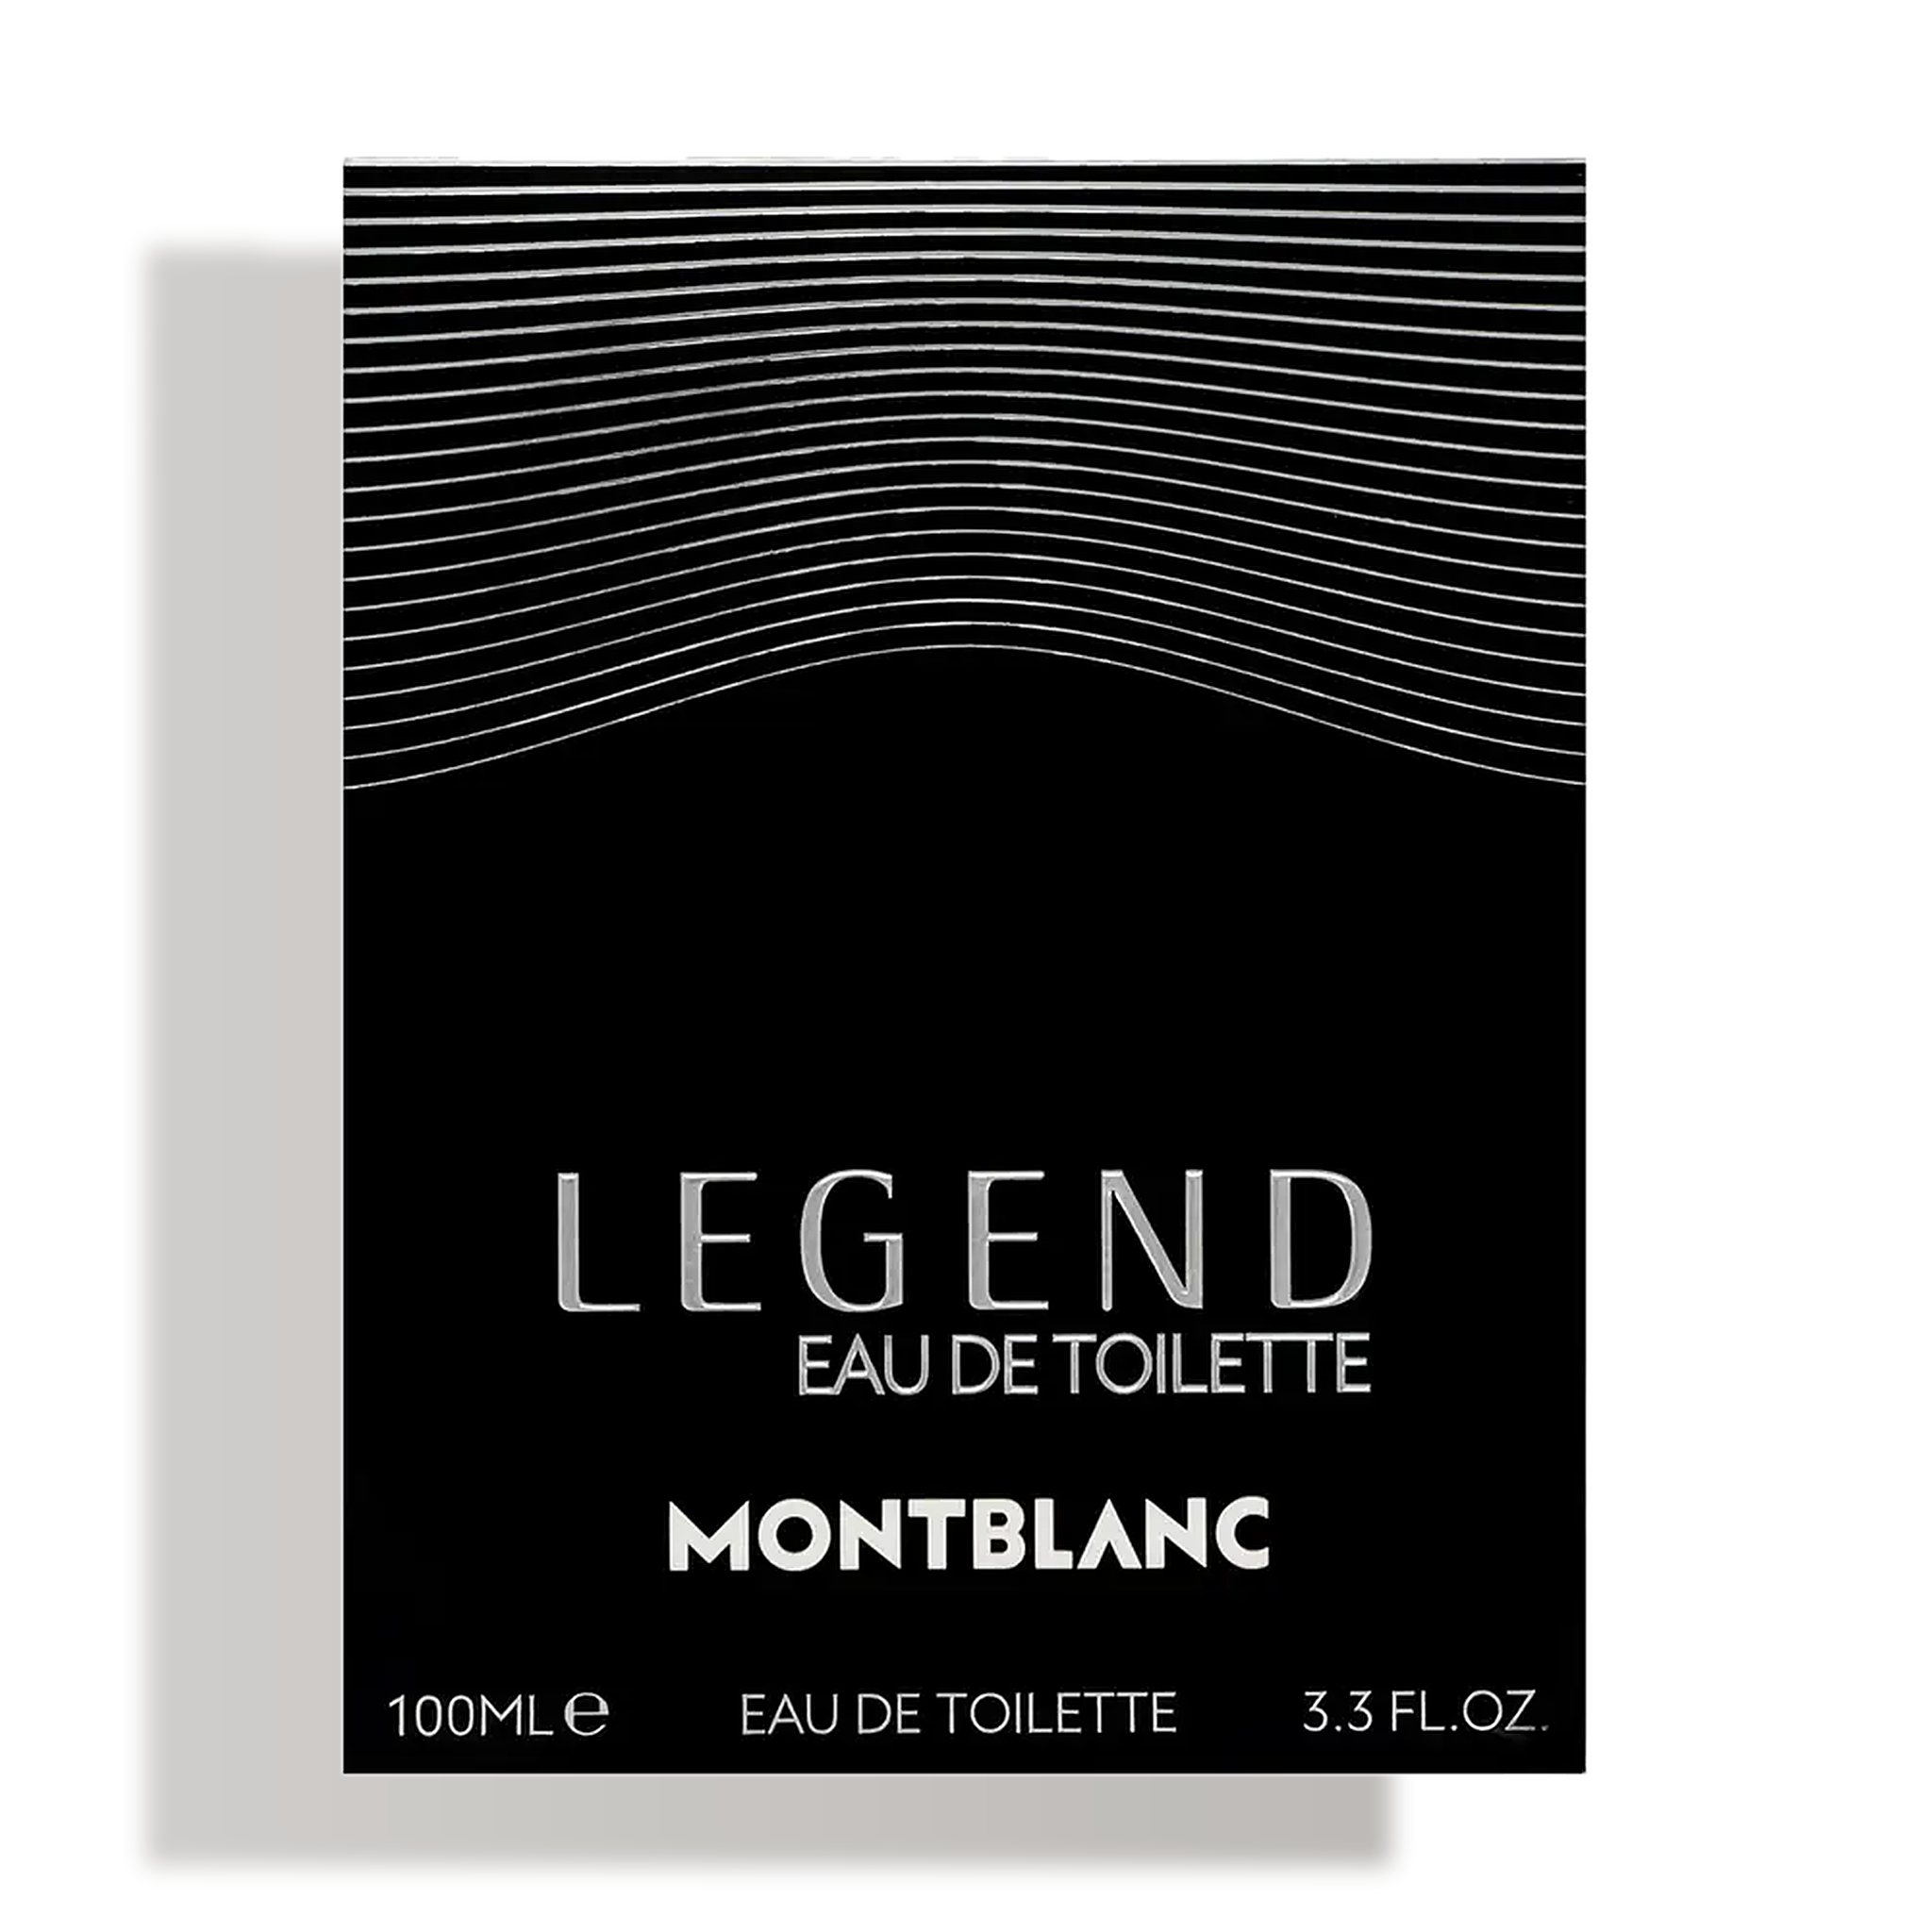 LEGEND
EAU DE TOILETTE
MONTBLANC
100ML ℮ EAU DE TOILETTE 3.3 FL.OZ.